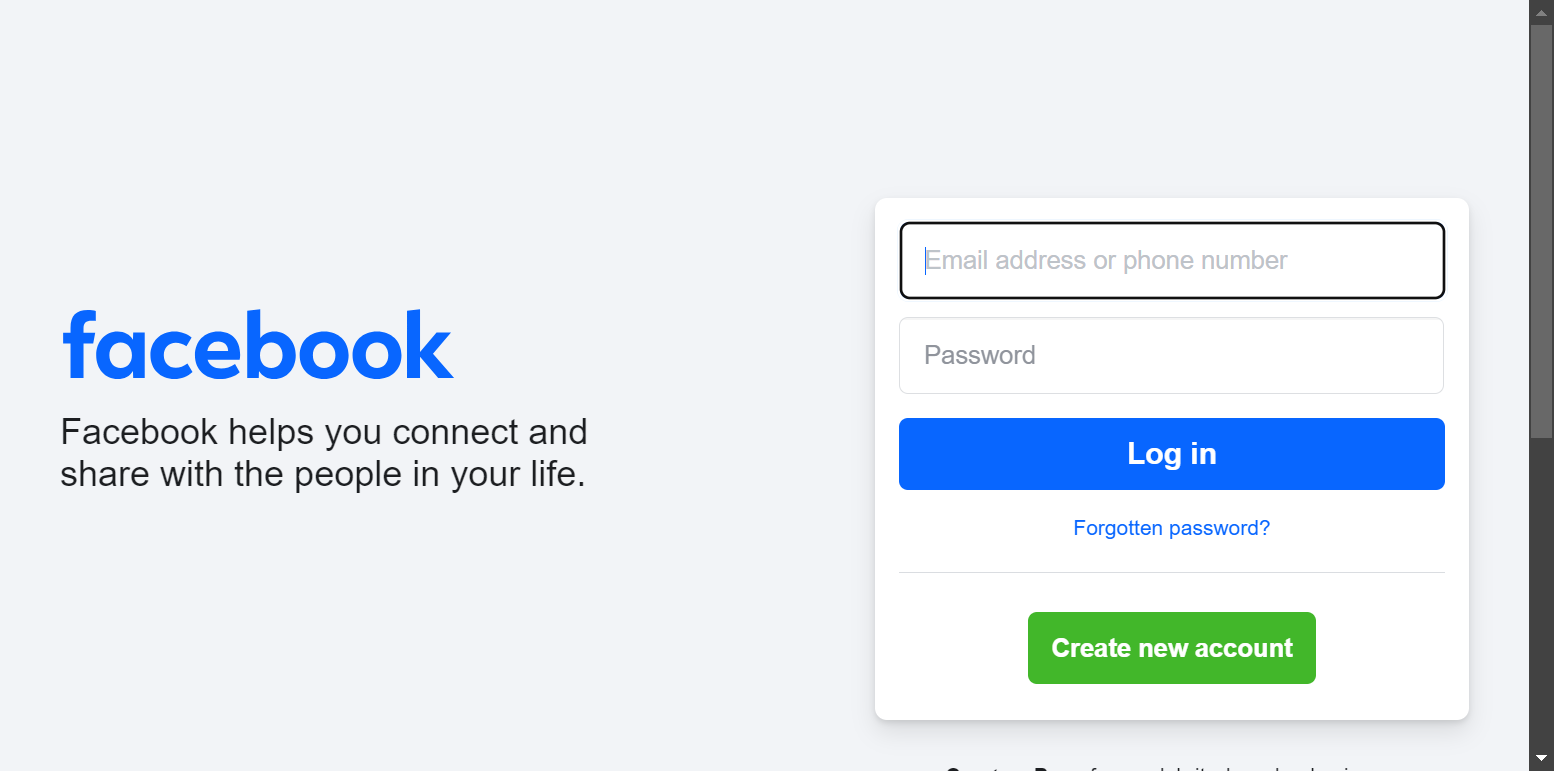 facebook
Facebook helps you connect and
share with the people in your life.
Email address or phone number
Password
Log in
Forgotten password?
Create new account